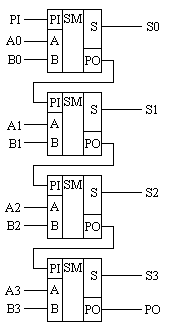 PI PI SM S S0
A0 A
B0 B PO
PI SM S S1
A1 A
B1 B PO
PI SM S S2
A2 A
B2 B PO
PI SM S S3
A3 A
B3 B PO PO